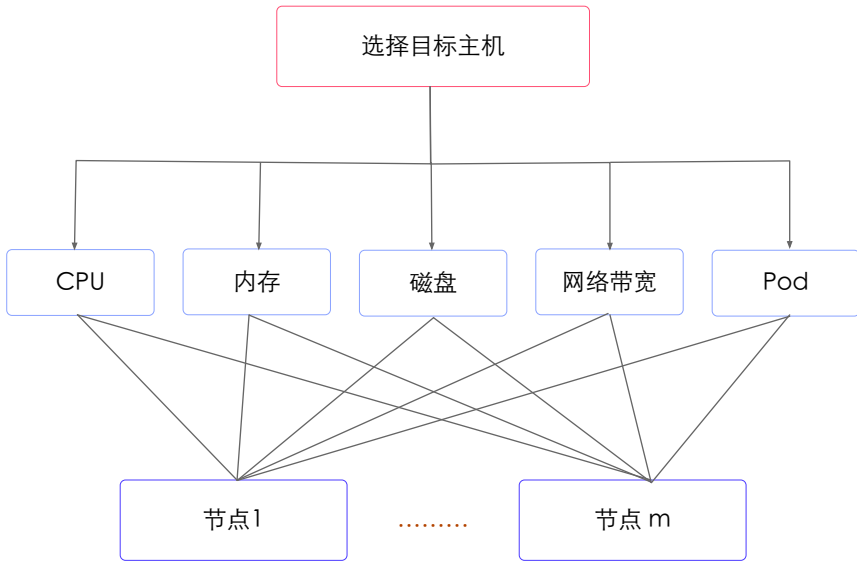 选择目标主机
CPU
内存
磁盘
网络带宽
Pod
节点1
.........
节点 m